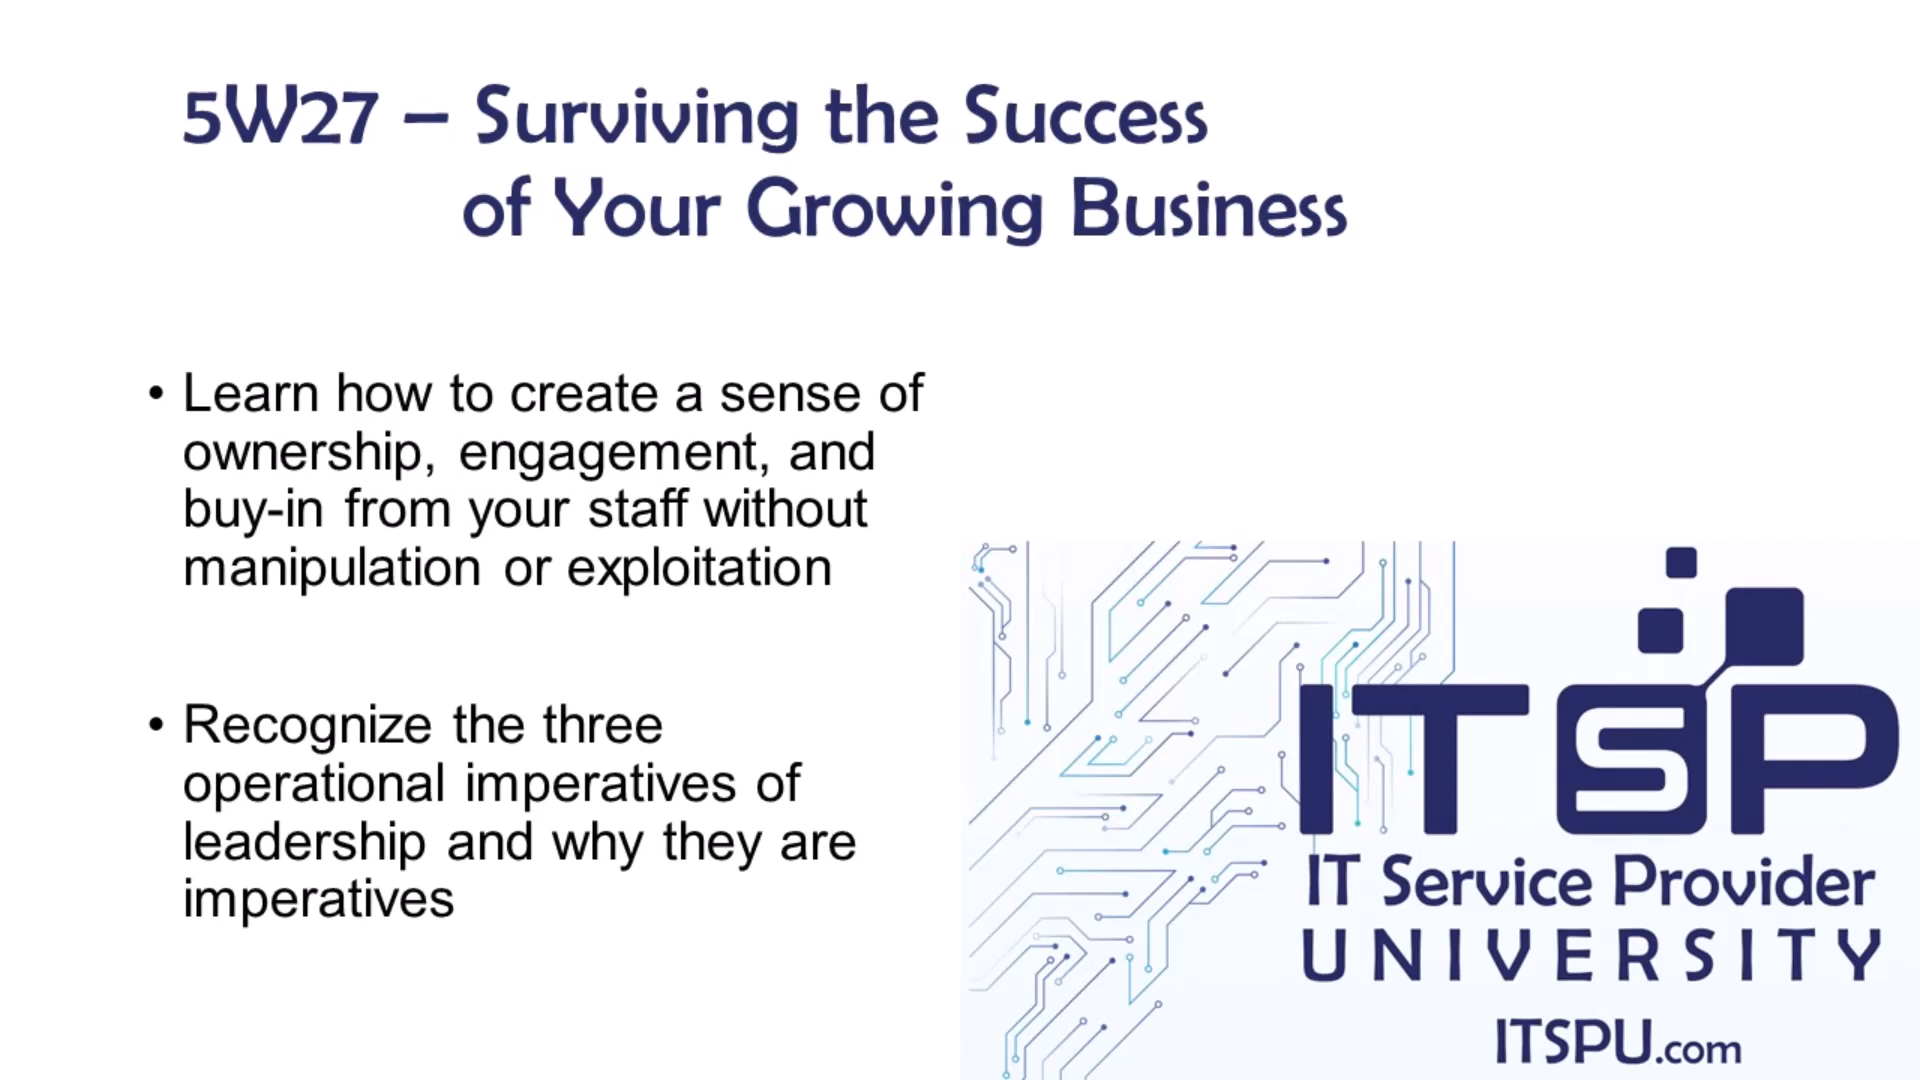 5W27 – Surviving the Success
of Your Growing Business
• Learn how to create a sense of
ownership, engagement, and
buy-in from your staff without
manipulation or exploitation
• Recognize the three
operational imperatives of
leadership and why they are
imperatives
ITSP
IT Service Provider
UNIVERSITY
ITSPU.com